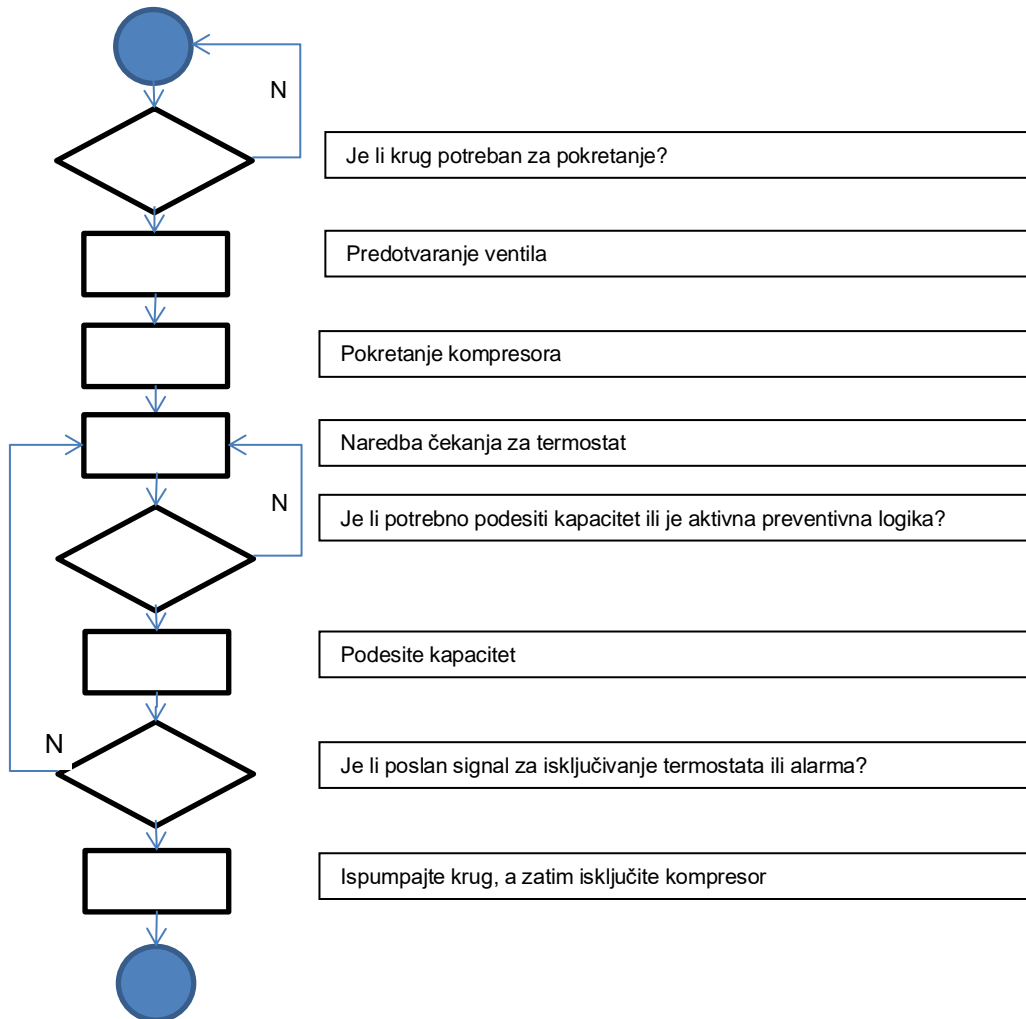 N
Je li krug potreban za pokretanje?
Predotvaranje ventila
Pokretanje kompresora
Naredba čekanja za termostat
N
Je li potrebno podesiti kapacitet ili je aktivna preventivna logika?
Podesite kapacitet
N
Je li poslan signal za isključivanje termostata ili alarma?
Ispumpajte krug, a zatim isključite kompresor